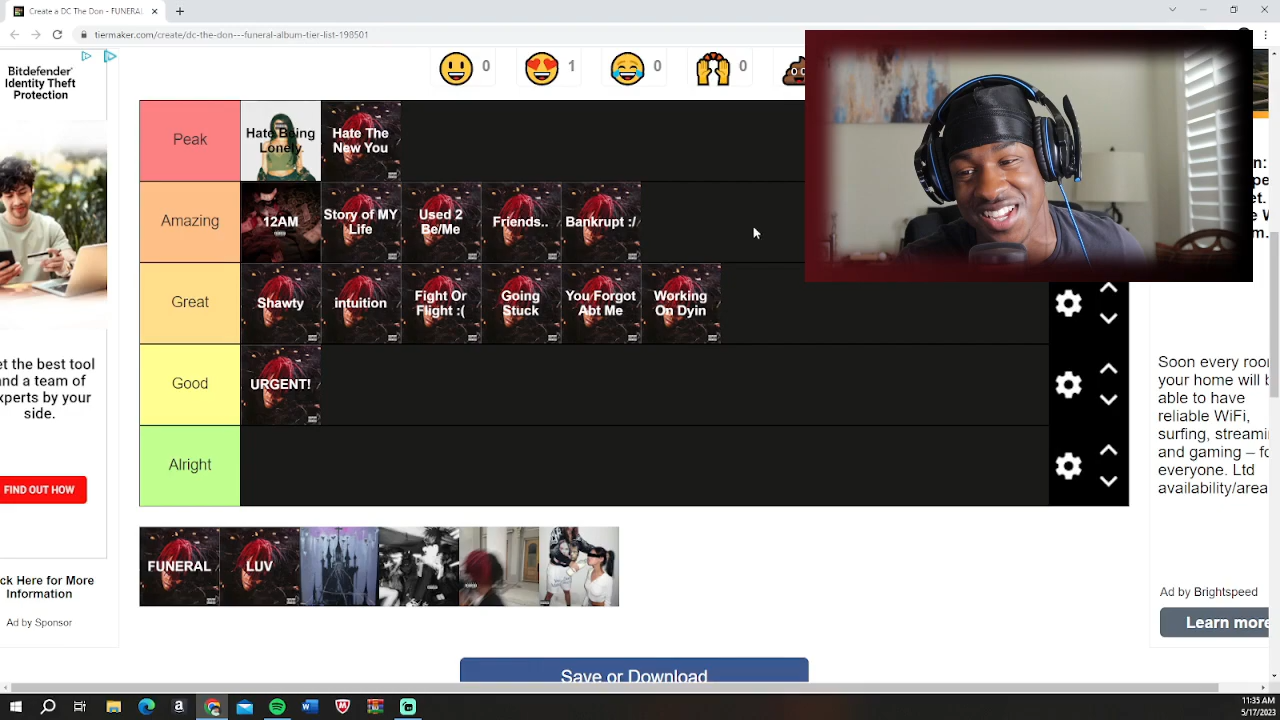 Create a DC The Don - FUNERAL
tiermaker.com/create/dc-the-don---funeral-album-tier-list-198501
Bitdefender
Identity Theft
Protection
0
1
0
0
Peak
Hate Being
Lonely
Hate The
New You
Amazing
12AM
Story of MY
Life
Used 2
Be/Me
Friends..
Bankrupt :/
Great
Shawty
intuition
Fight Or
Flight :(
Going
Stuck
You Forgot
Abt Me
Working
On Dyin
Good
URGENT!
Alright
FUNERAL
LUV
et the best tool
and a team of
xperts by your
side.
FIND OUT HOW
ck Here for More
Information
Ad by Sponsor
Soon every roo
your home will b
able to have
reliable WiFi,
surfing, strea
and gaming – fo
everyone. Ltd
availability/area
Ad by Brightspeed
Learn more
Save or Download
11:35 AM
5/17/2023